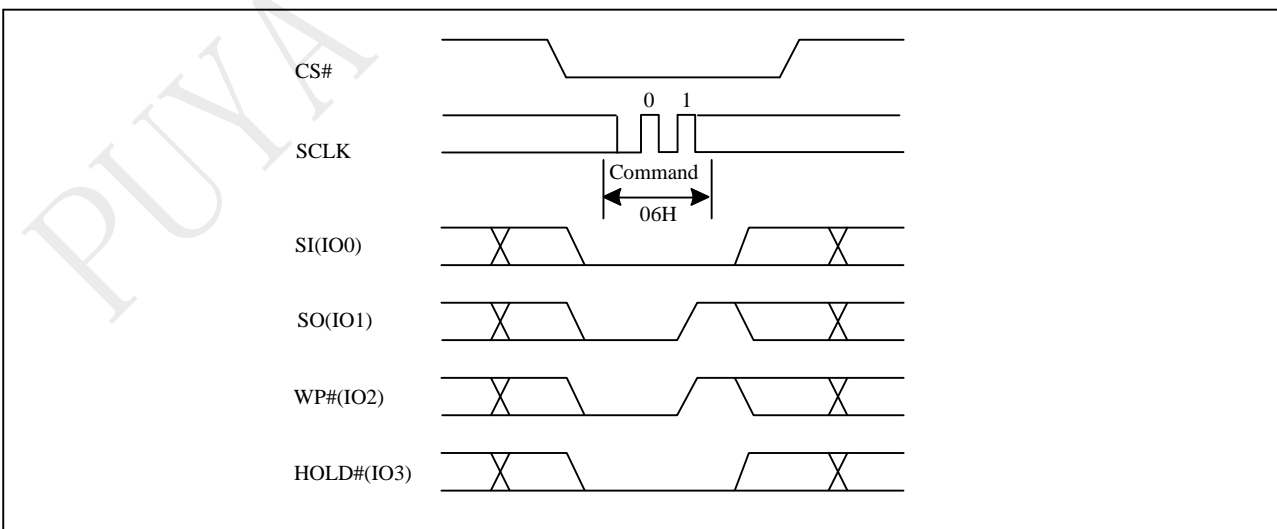 PUYA
CS#
0 1
SCLK
Command
06H
SI(IO0)
SO(IO1)
WP#(IO2)
HOLD#(IO3)